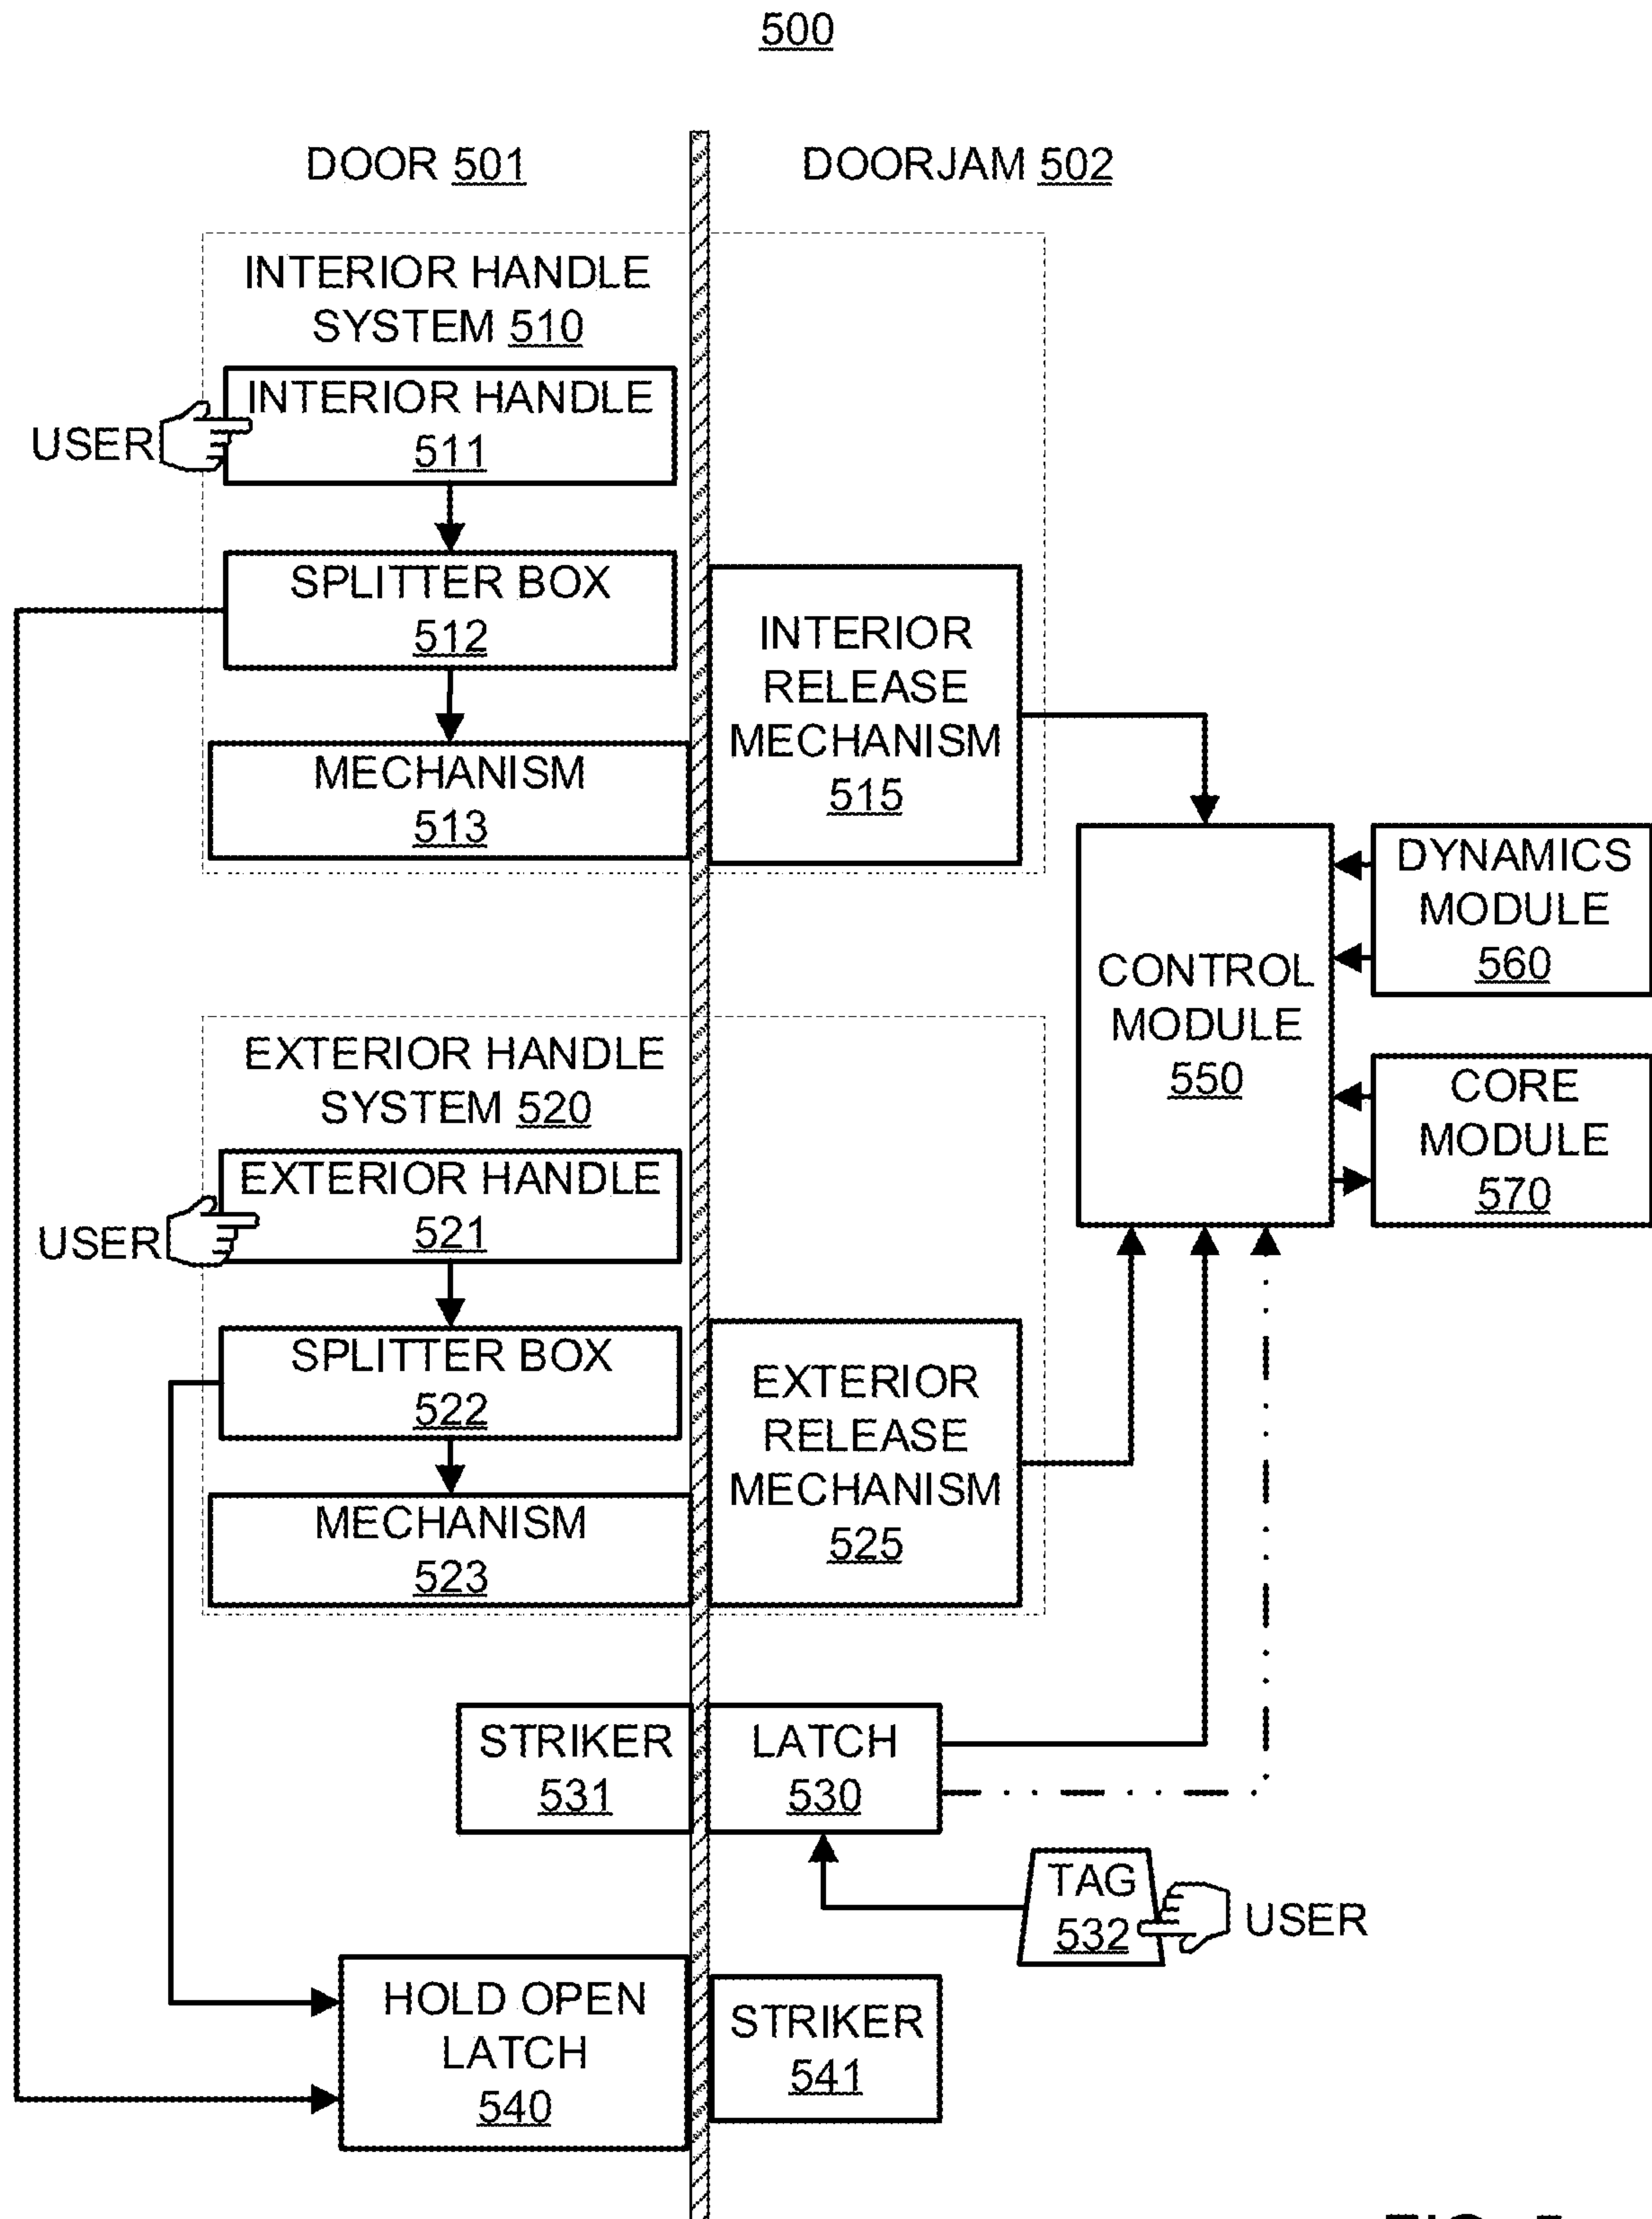 500
DOOR 501
DOORJAM 502
INTERIOR HANDLE
SYSTEM 510
INTERIOR HANDLE
511
USER
SPLITTER BOX
512
MECHANISM
513
INTERIOR
RELEASE
MECHANISM
515
CONTROL
MODULE
550
DYNAMICS
MODULE
560
CORE
MODULE
570
EXTERIOR HANDLE
SYSTEM 520
EXTERIOR HANDLE
521
USER
SPLITTER BOX
522
MECHANISM
523
EXTERIOR
RELEASE
MECHANISM
525
STRIKER
531
LATCH
530
TAG
532
USER
HOLD OPEN
LATCH
540
STRIKER
541